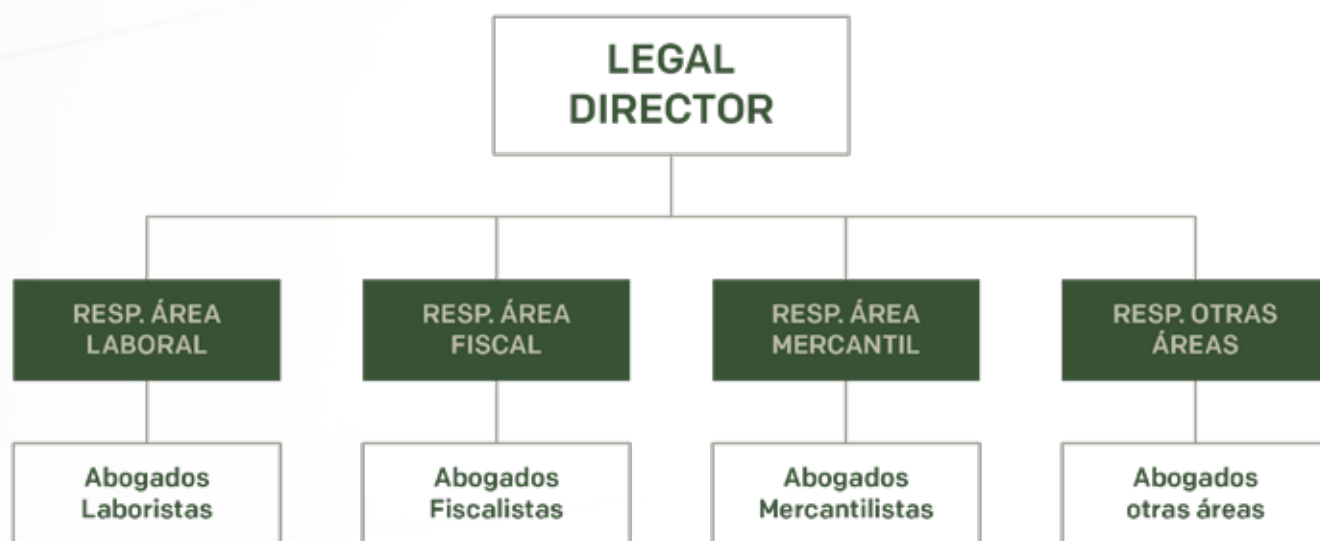 LEGAL
DIRECTOR
RESP. ÁREA
LABORAL
RESP. ÁREA
FISCAL
RESP. ÁREA
MERCANTIL
RESP. OTRAS
ÁREAS
Abogados
Laboristas
Abogados
Fiscalistas
Abogados
Mercantilistas
Abogados
otras áreas